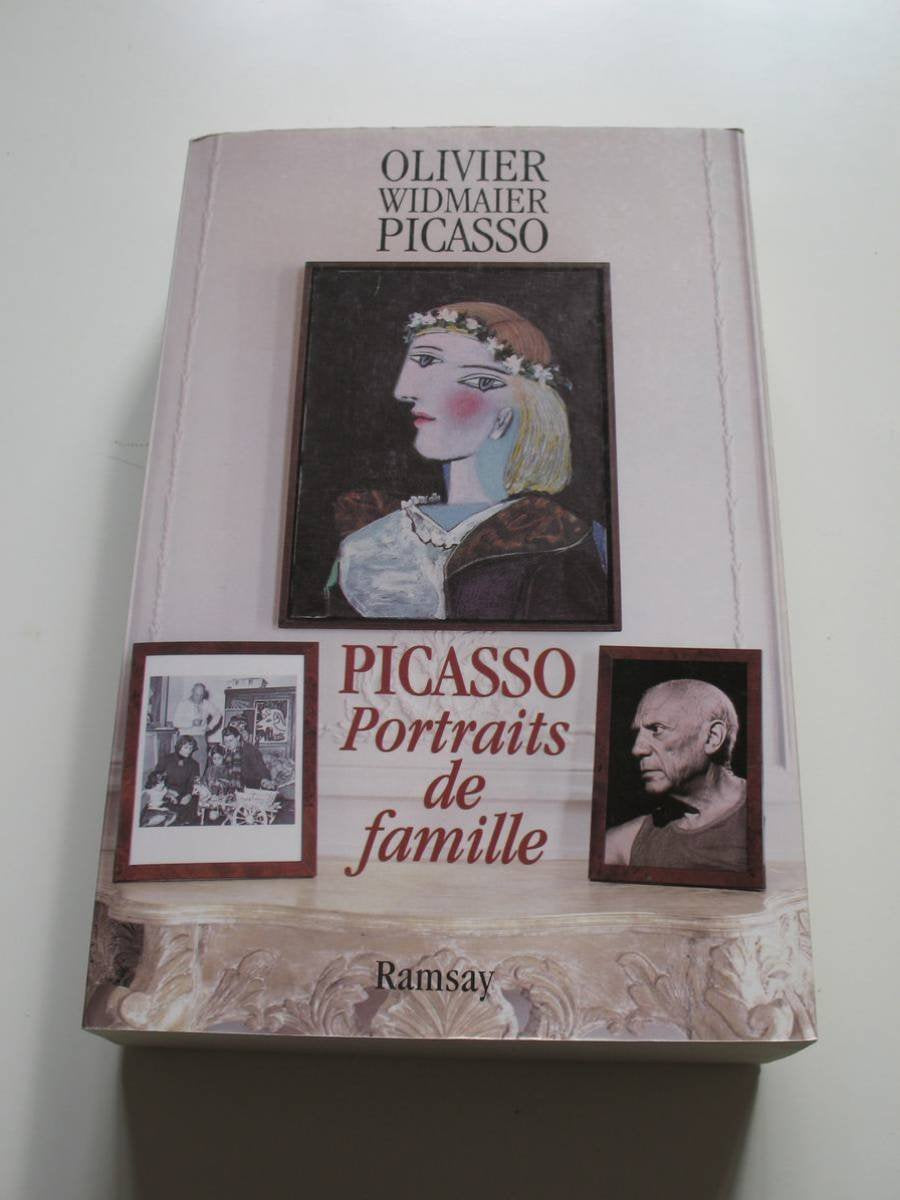 OLIVIER
WIDMAIER
PICASSO
PICASSO
Portraits
de
famille
Ramsay